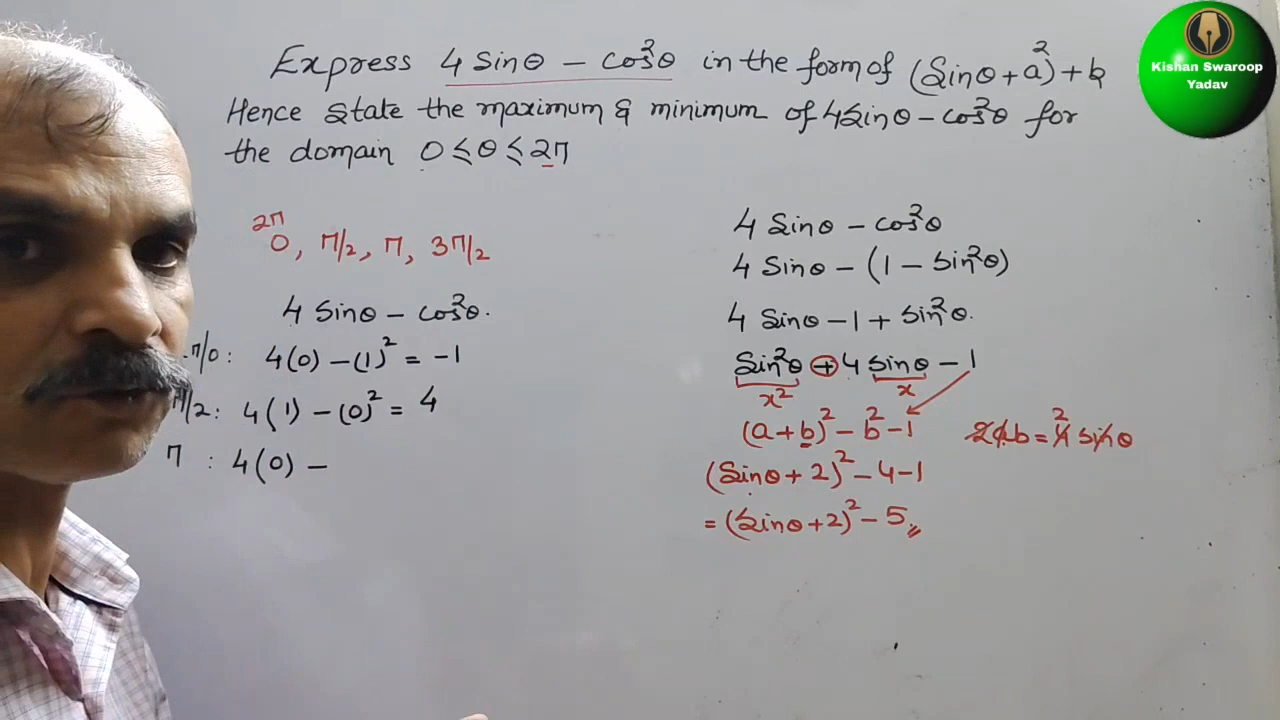 Express 4 Sinθ − cos²θ in the form of (Sinθ + a)² + b
Hence State the maximum & minimum of 4Sinθ − cos²θ for
the domain 0 ≤ θ ≤ 2π
Kishan Swaroop
Yadav
2π
0, π/2, π, 3π/2
4 Sinθ − cos²θ.
π/0: 4(0) − (1)² = −1
π/2: 4(1) − (0)² = 4
π : 4(0) −
4 Sinθ − cos²θ
4 Sinθ − (1 − Sin²θ)
4 Sinθ − 1 + Sin²θ.
Sin²θ + 4 Sinθ − 1
x² x
(a + b)² − b² − 1 2ab = 4 sinθ 2
(Sinθ + 2)² − 4 − 1
= (Sinθ + 2)² − 5